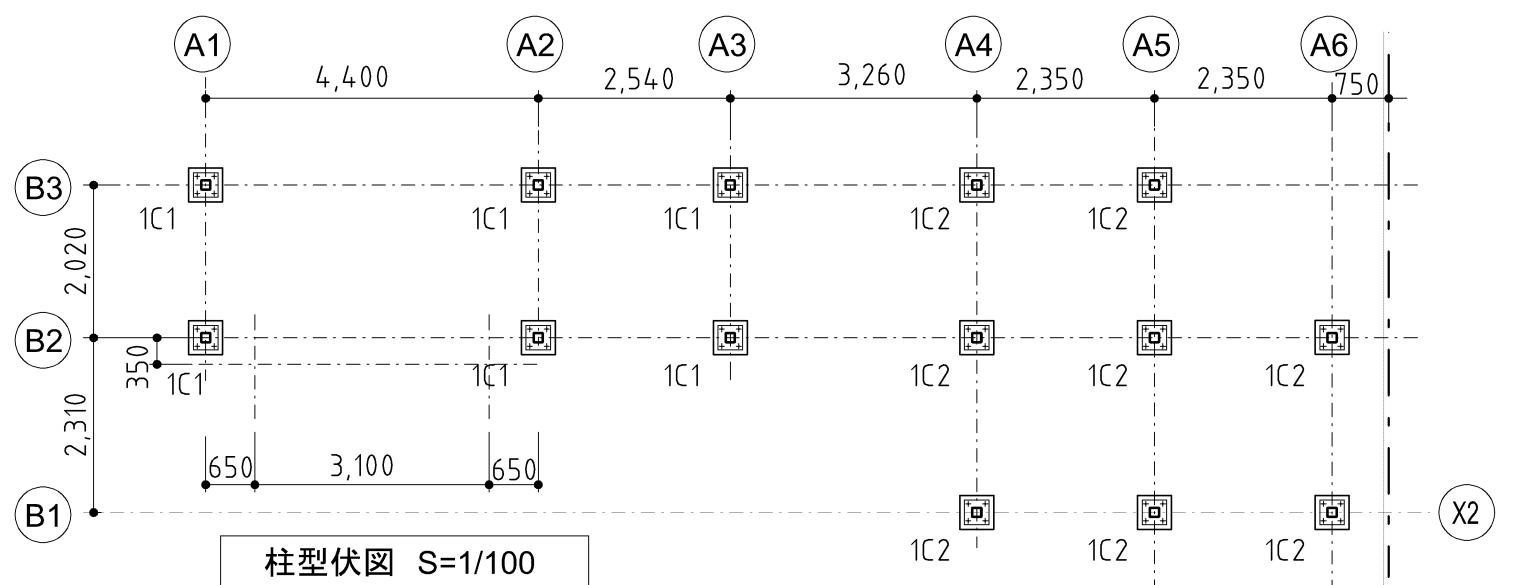 A1 A2 A3 A4 A5 A6
4,400 2,540 3,260 2,350 2,350 750
B3
1C1 1C1 1C1 1C2 1C2
2,020
B2
350
1C1 1C1 1C1 1C2 1C2 1C2
2,310
650 3,100 650
B1 X2
1C2 1C2 1C2
柱型伏図 S=1/100